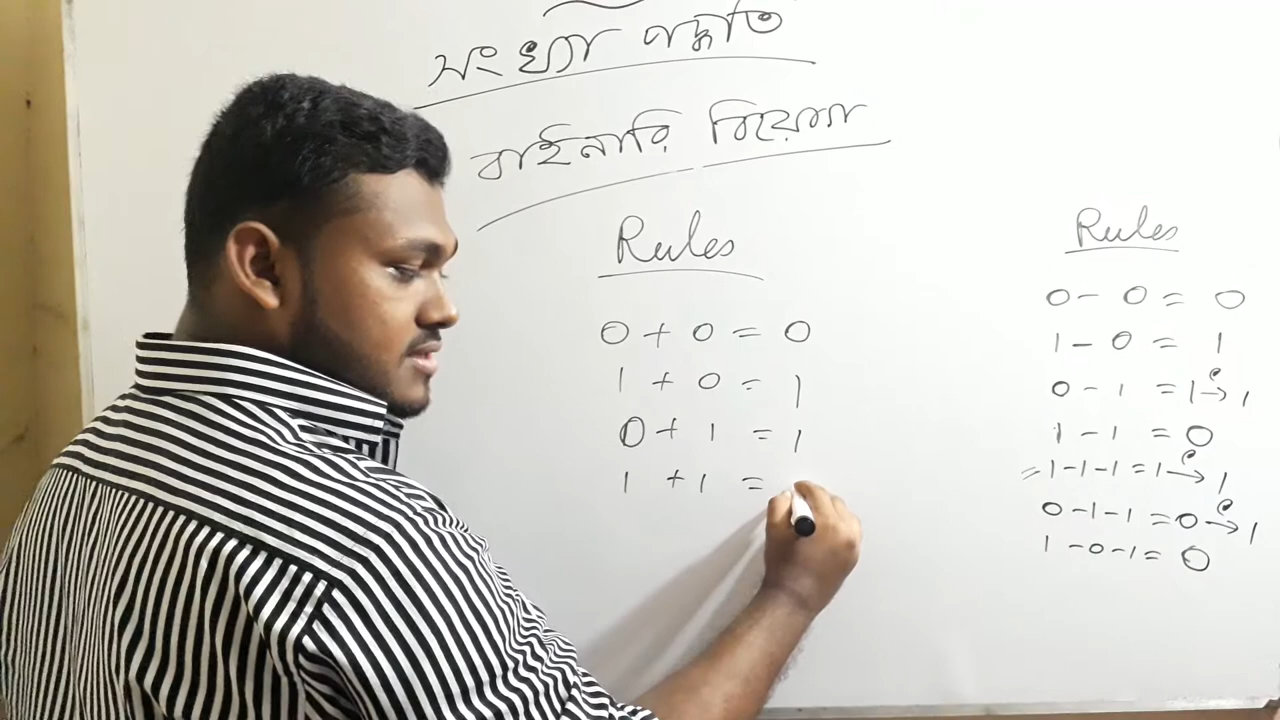 সংখ্যা পদ্ধতি
বাইনারি বিয়োগ
Rules
0 + 0 = 0
1 + 0 = 1
0 + 1 = 1
1 + 1 =
Rules
0 - 0 = 0
1 - 0 = 1
0 - 1 = 1 c→ 1
1 - 1 = 0
= 1 - 1 - 1 = 1 c→ 1
0 - 1 - 1 = 0 c→ 1
1 - 0 - 1 = 0